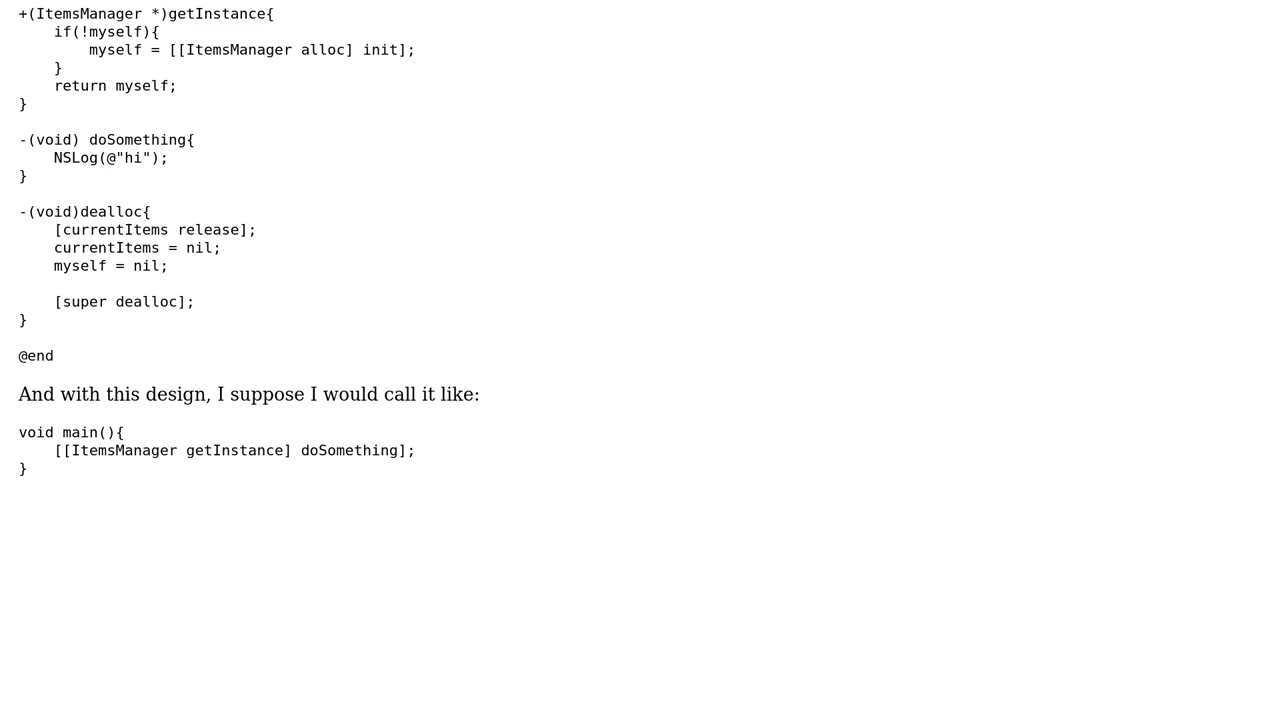 +(ItemsManager *)getInstance{
    if(!myself){
        myself = [[ItemsManager alloc] init];
    }
    return myself;
}

-(void) doSomething{
    NSLog(@"hi");
}

-(void)dealloc{
    [currentItems release];
    currentItems = nil;
    myself = nil;

    [super dealloc];
}

@end
And with this design, I suppose I would call it like:
void main(){
    [[ItemsManager getInstance] doSomething];
}